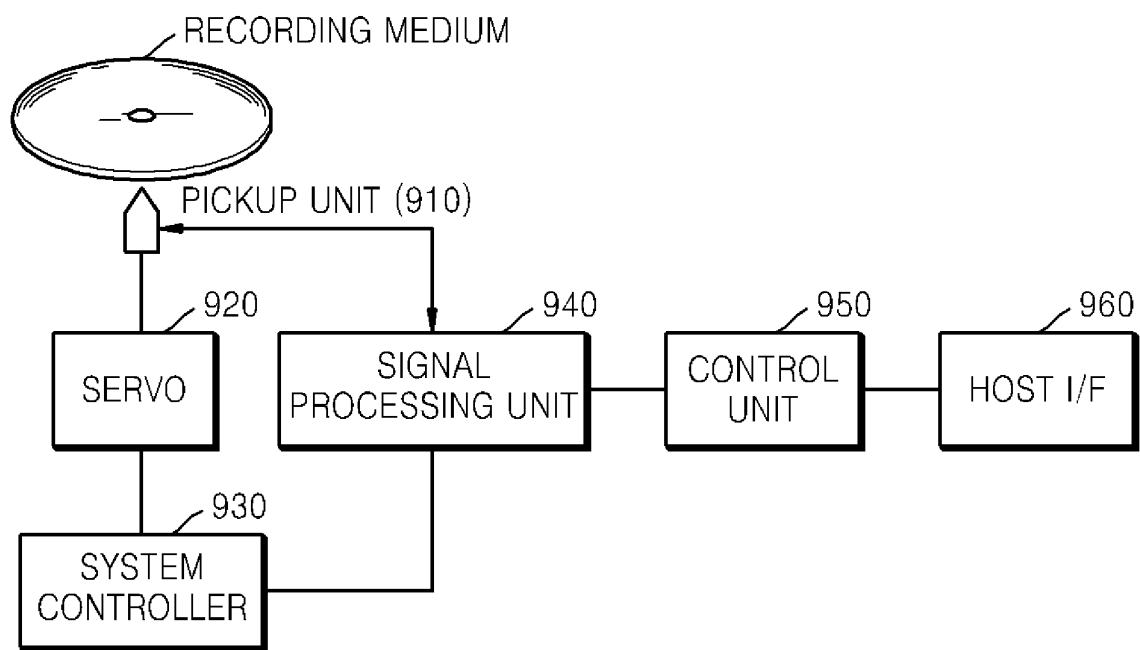 RECORDING MEDIUM
PICKUP UNIT (910)
920
940
950
960
SERVO
SIGNAL
PROCESSING UNIT
CONTROL
UNIT
HOST I/F
930
SYSTEM
CONTROLLER